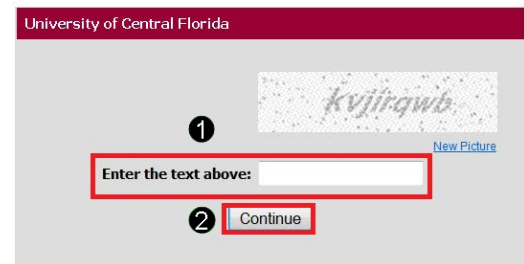 University of Central Florida
kvjirqwb
New Picture
1
Enter the text above:
2 Continue